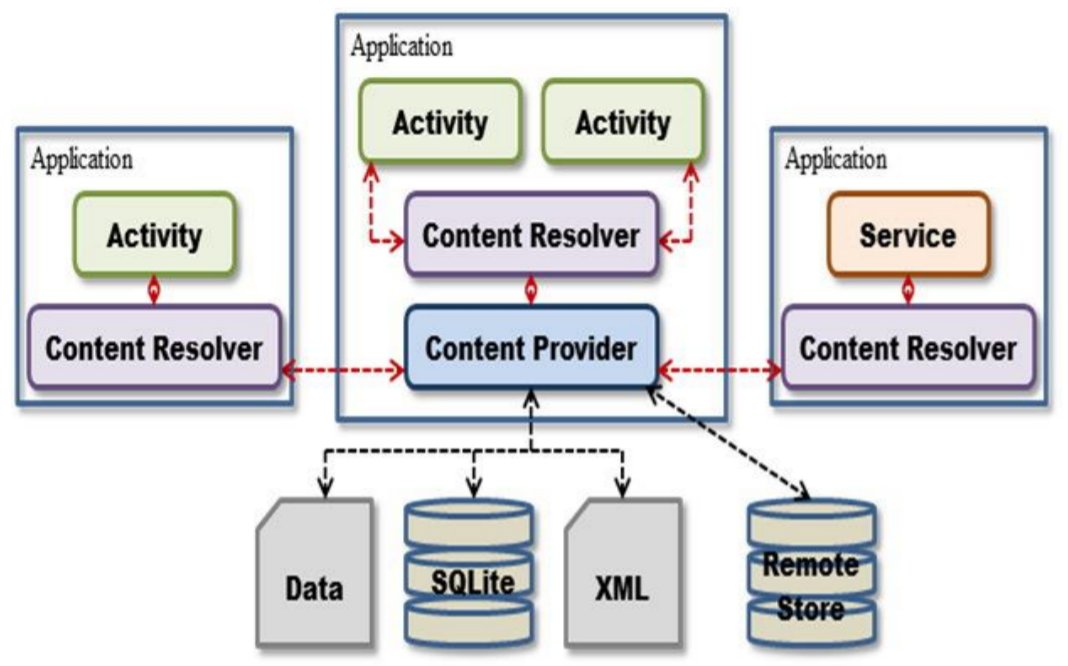 Application
Activity
Activity
Content Resolver
Content Provider
Application
Activity
Content Resolver
Application
Service
Content Resolver
Data
SQLite
XML
Remote
Store